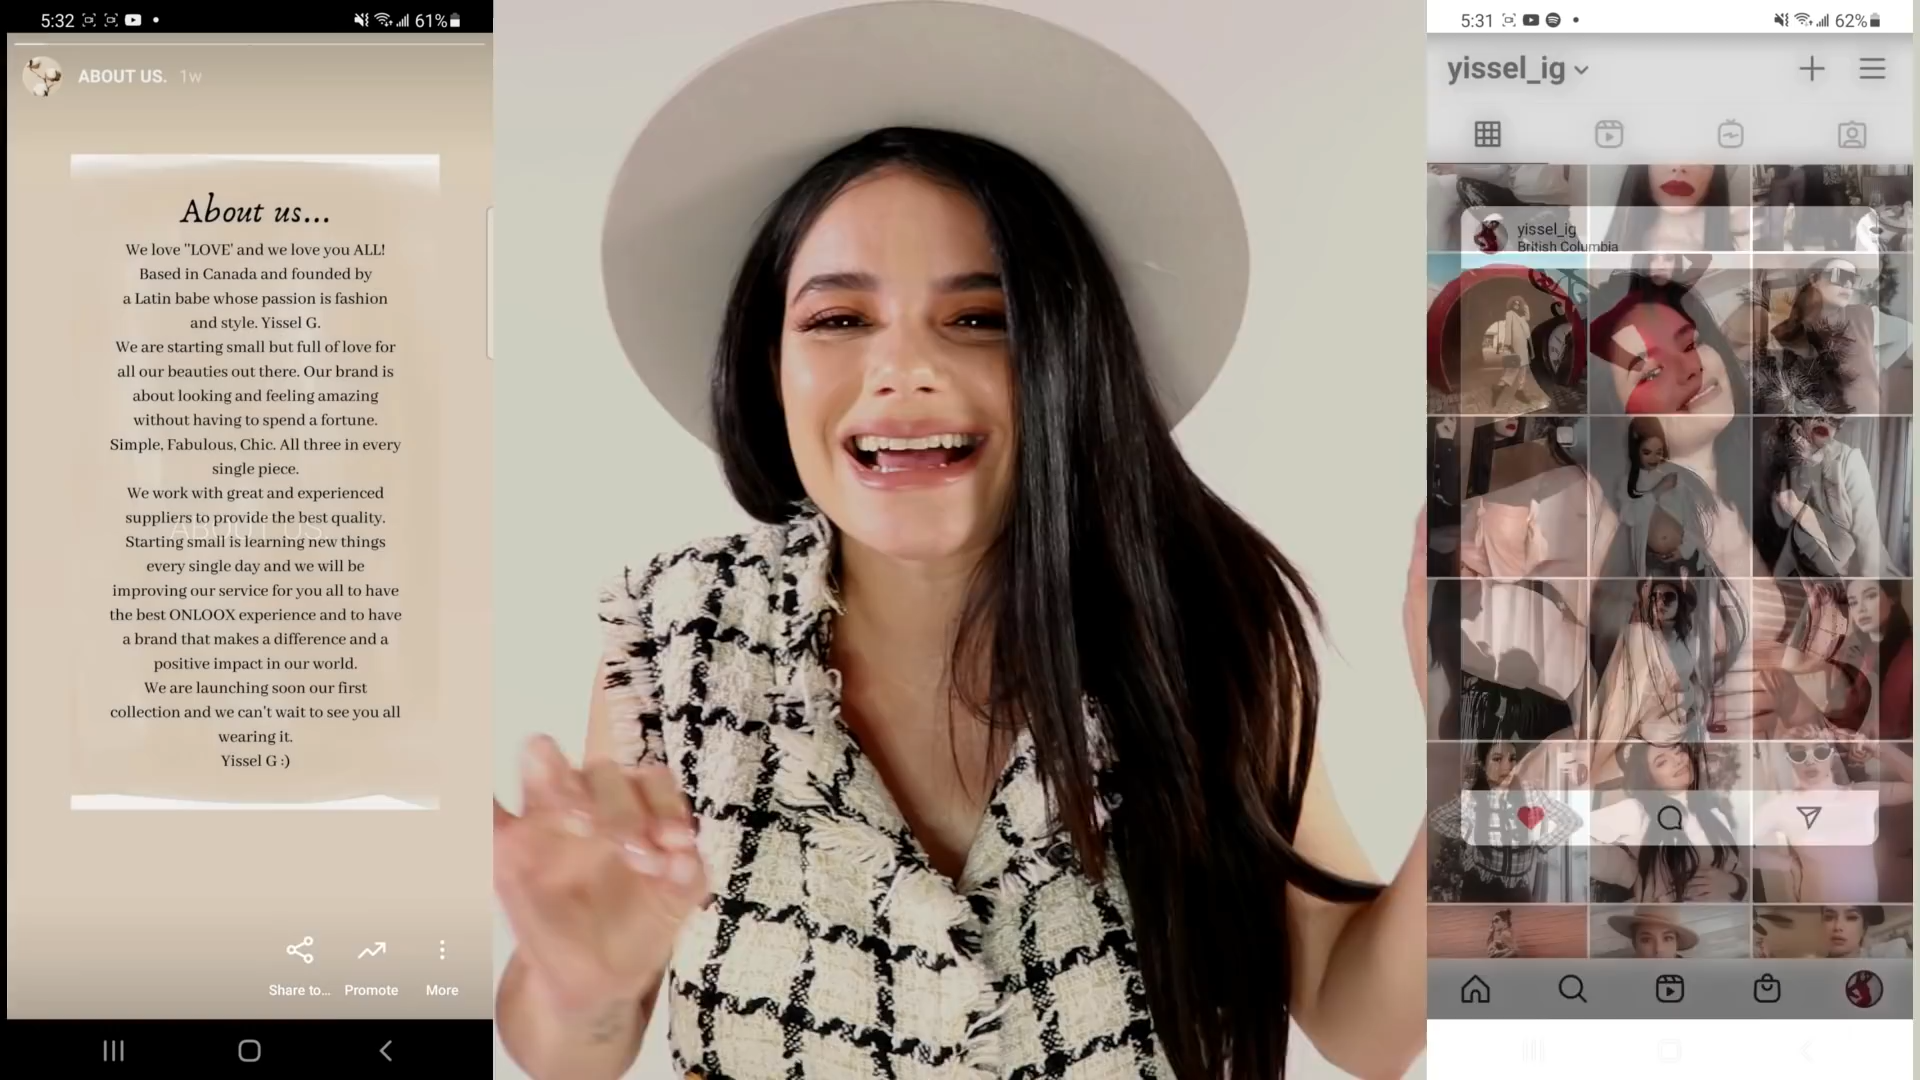 5:32
61%
ABOUT US. 1w
About us...
We love "LOVE' and we love you ALL!
Based in Canada and founded by
a Latin babe whose passion is fashion
and style. Yissel G.
We are starting small but full of love for
all our beauties out there. Our brand is
about looking and feeling amazing
without having to spend a fortune.
Simple, Fabulous, Chic. All three in every
single piece.
We work with great and experienced
suppliers to provide the best quality.
ABOUT US
Starting small is learning new things
every single day and we will be
improving our service for you all to have
the best ONLOOX experience and to have
a brand that makes a difference and a
positive impact in our world.
We are launching soon our first
collection and we can't wait to see you all
wearing it.
Yissel G :)
Share to... Promote More
5:31
62%
yissel_ig
yissel_ig
British Columbia